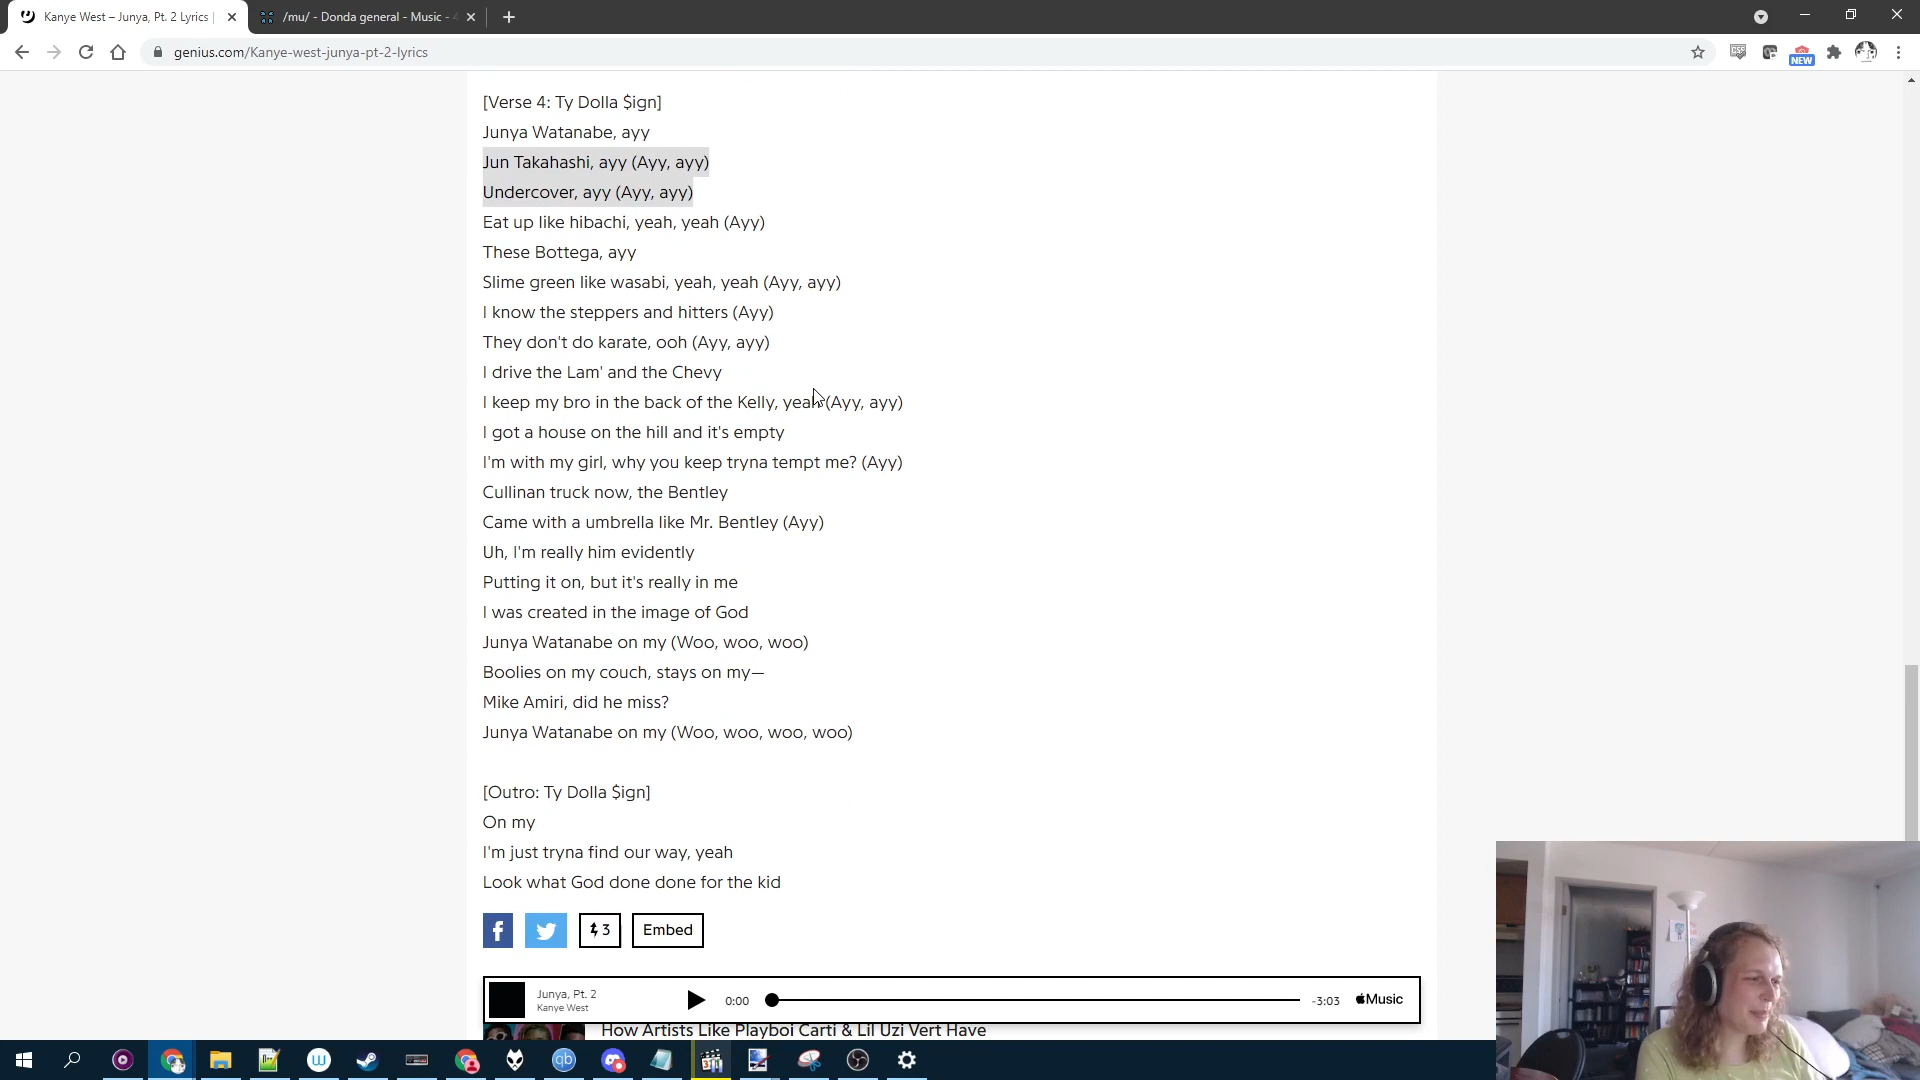 Kanye West – Junya, Pt. 2 Lyrics |
/mu/ - Donda general - Music - 4
genius.com/Kanye-west-junya-pt-2-lyrics
NEW
[Verse 4: Ty Dolla $ign]
Junya Watanabe, ayy
Jun Takahashi, ayy (Ayy, ayy)
Undercover, ayy (Ayy, ayy)
Eat up like hibachi, yeah, yeah (Ayy)
These Bottega, ayy
Slime green like wasabi, yeah, yeah (Ayy, ayy)
I know the steppers and hitters (Ayy)
They don't do karate, ooh (Ayy, ayy)
I drive the Lam' and the Chevy
I keep my bro in the back of the Kelly, yeah (Ayy, ayy)
I got a house on the hill and it's empty
I'm with my girl, why you keep tryna tempt me? (Ayy)
Cullinan truck now, the Bentley
Came with a umbrella like Mr. Bentley (Ayy)
Uh, I'm really him evidently
Putting it on, but it's really in me
I was created in the image of God
Junya Watanabe on my (Woo, woo, woo)
Boolies on my couch, stays on my—
Mike Amiri, did he miss?
Junya Watanabe on my (Woo, woo, woo, woo)
[Outro: Ty Dolla $ign]
On my
I'm just tryna find our way, yeah
Look what God done done for the kid
3
Embed
Junya, Pt. 2
Kanye West
0:00
-3:03
Music
How Artists Like Playboi Carti & Lil Uzi Vert Have
qb